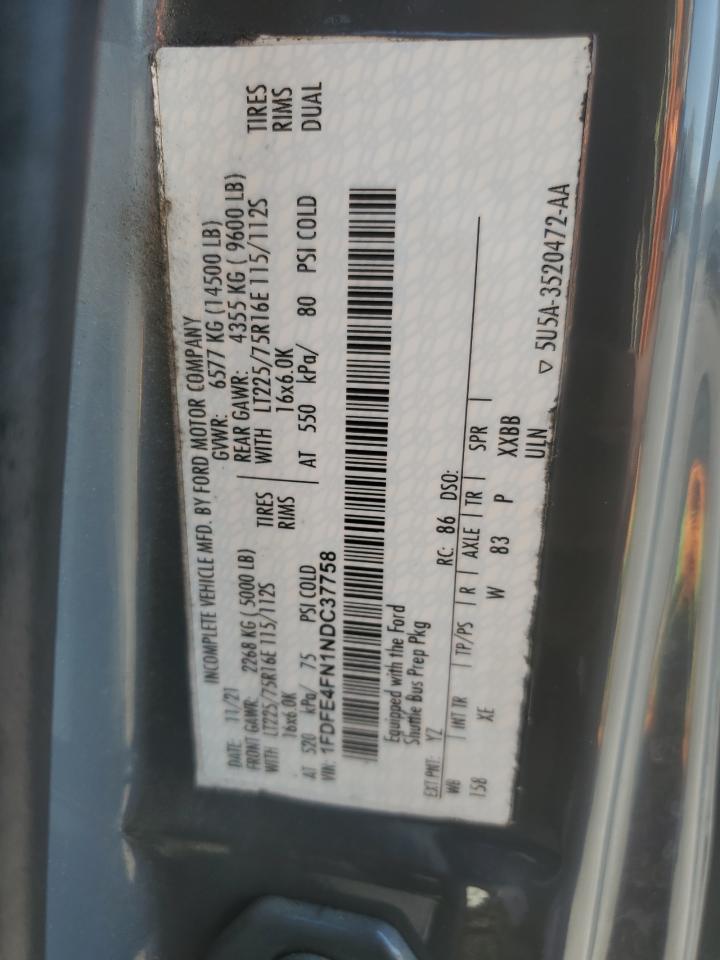 INCOMPLETE VEHICLE MFD. BY FORD MOTOR COMPANY
DATE: 11/21 GVWR: 6577 KG (14500 LB)
FRONT GAWR: 2268 KG (5000 LB) REAR GAWR: 4355 KG (9600 LB)
WITH LT225/75R16E 115/112S TIRES WITH LT225/75R16E 115/112S TIRES
16x6.0K RIMS 16x6.0K RIMS
AT 520 kPa/ 75 PSI COLD AT 550 kPa/ 80 PSI COLD DUAL
VIN: 1FDFE4FN1NDC37758
Equipped with the Ford
Shuttle Bus Prep Pkg
EXT PNT: YZ RC: 86 DSO:
WB INT TR TP/PS R AXLE TR SPR
158 XE W 83 P XXBB
ULN
▽ 5U5A-3520472-AA